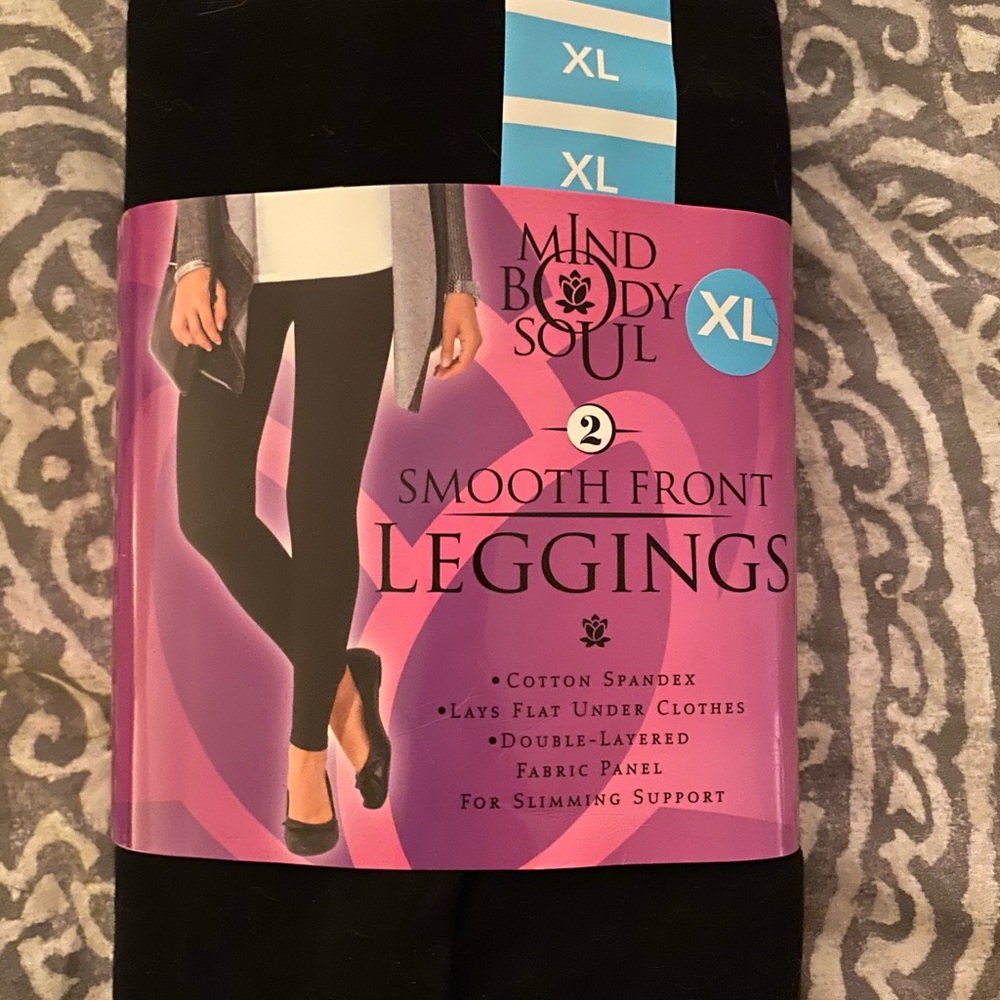 XL
XL
MIND
BODY
SOUL
XL
2
SMOOTH FRONT
LEGGINGS
•COTTON SPANDEX
•LAYS FLAT UNDER CLOTHES
•DOUBLE-LAYERED
FABRIC PANEL
FOR SLIMMING SUPPORT